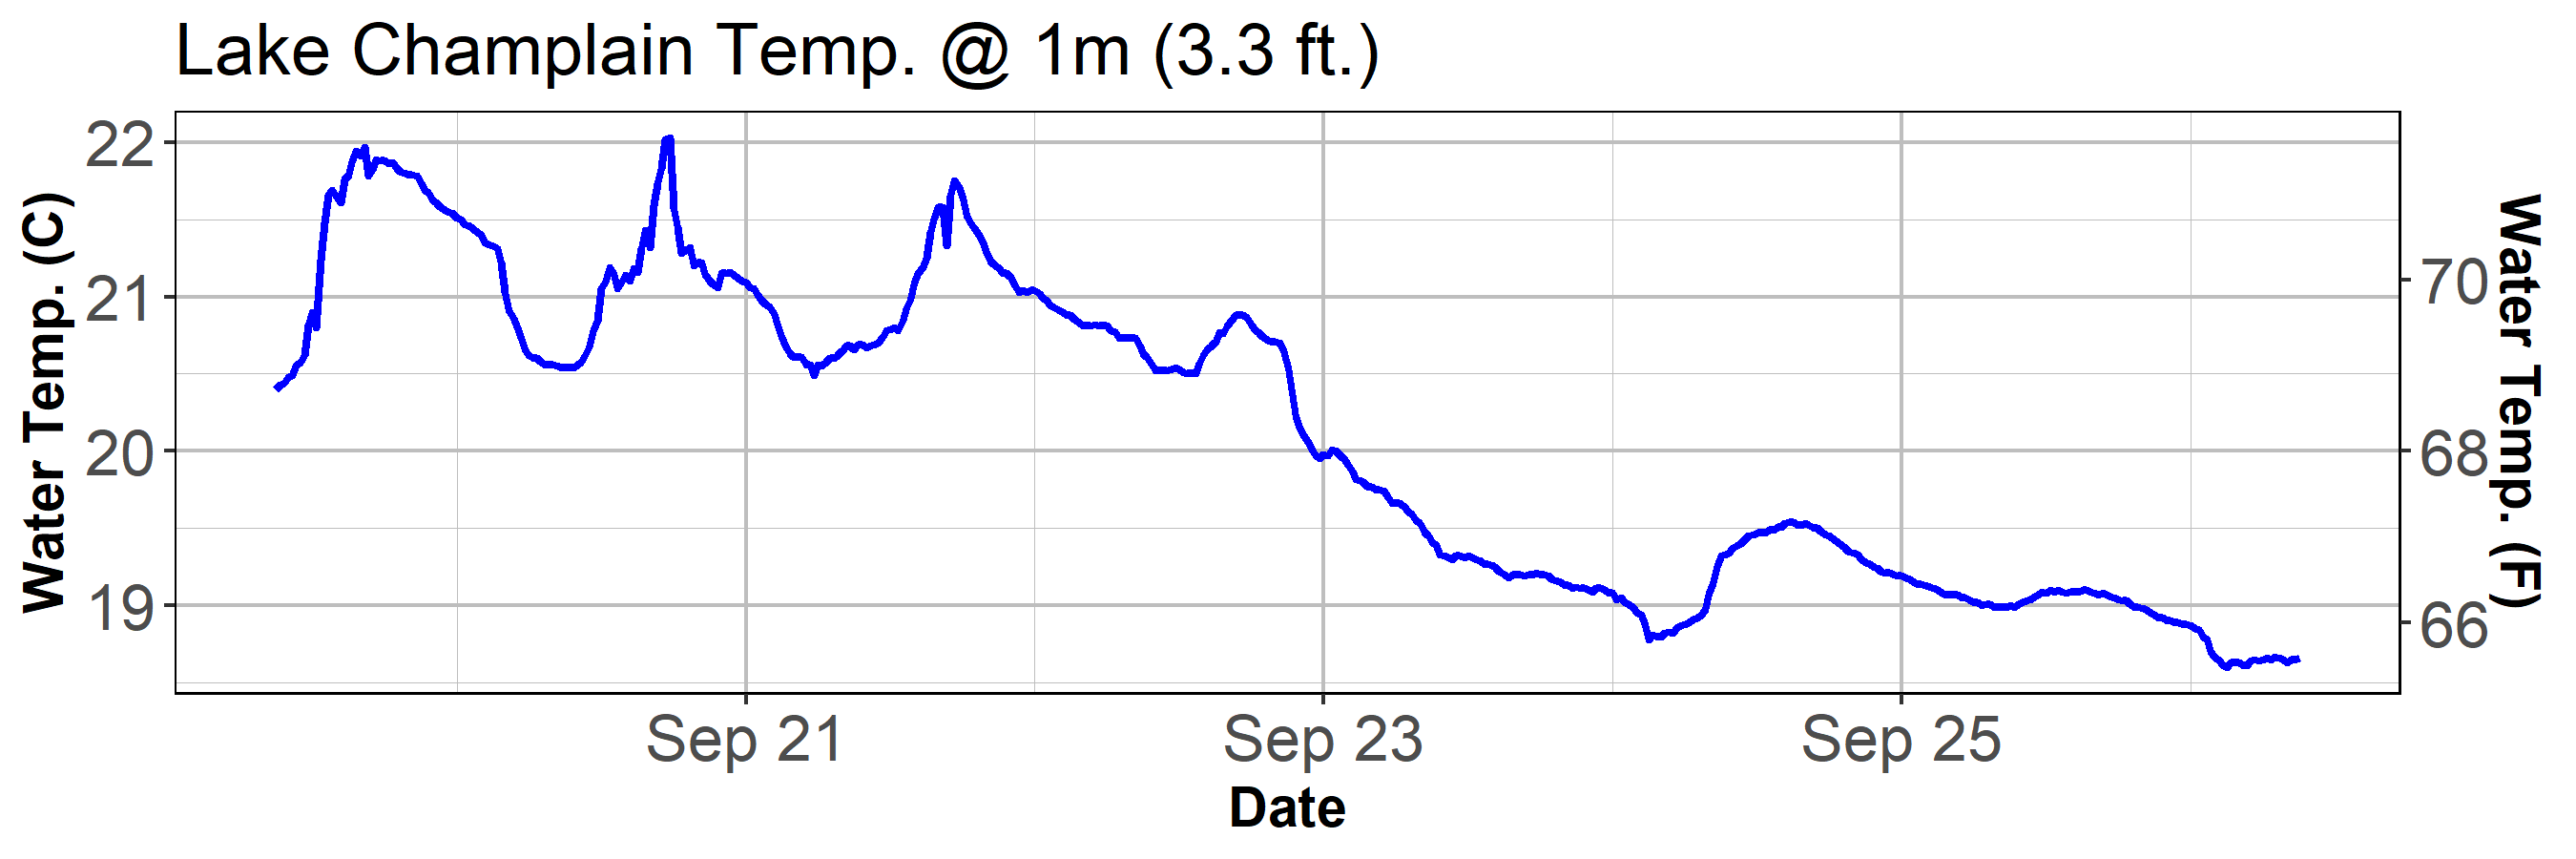 Lake Champlain Temp. @ 1m (3.3 ft.)
Water Temp. (C)
22
21
20
19
70
68
66
Water Temp. (F)
Sep 21
Sep 23
Sep 25
Date